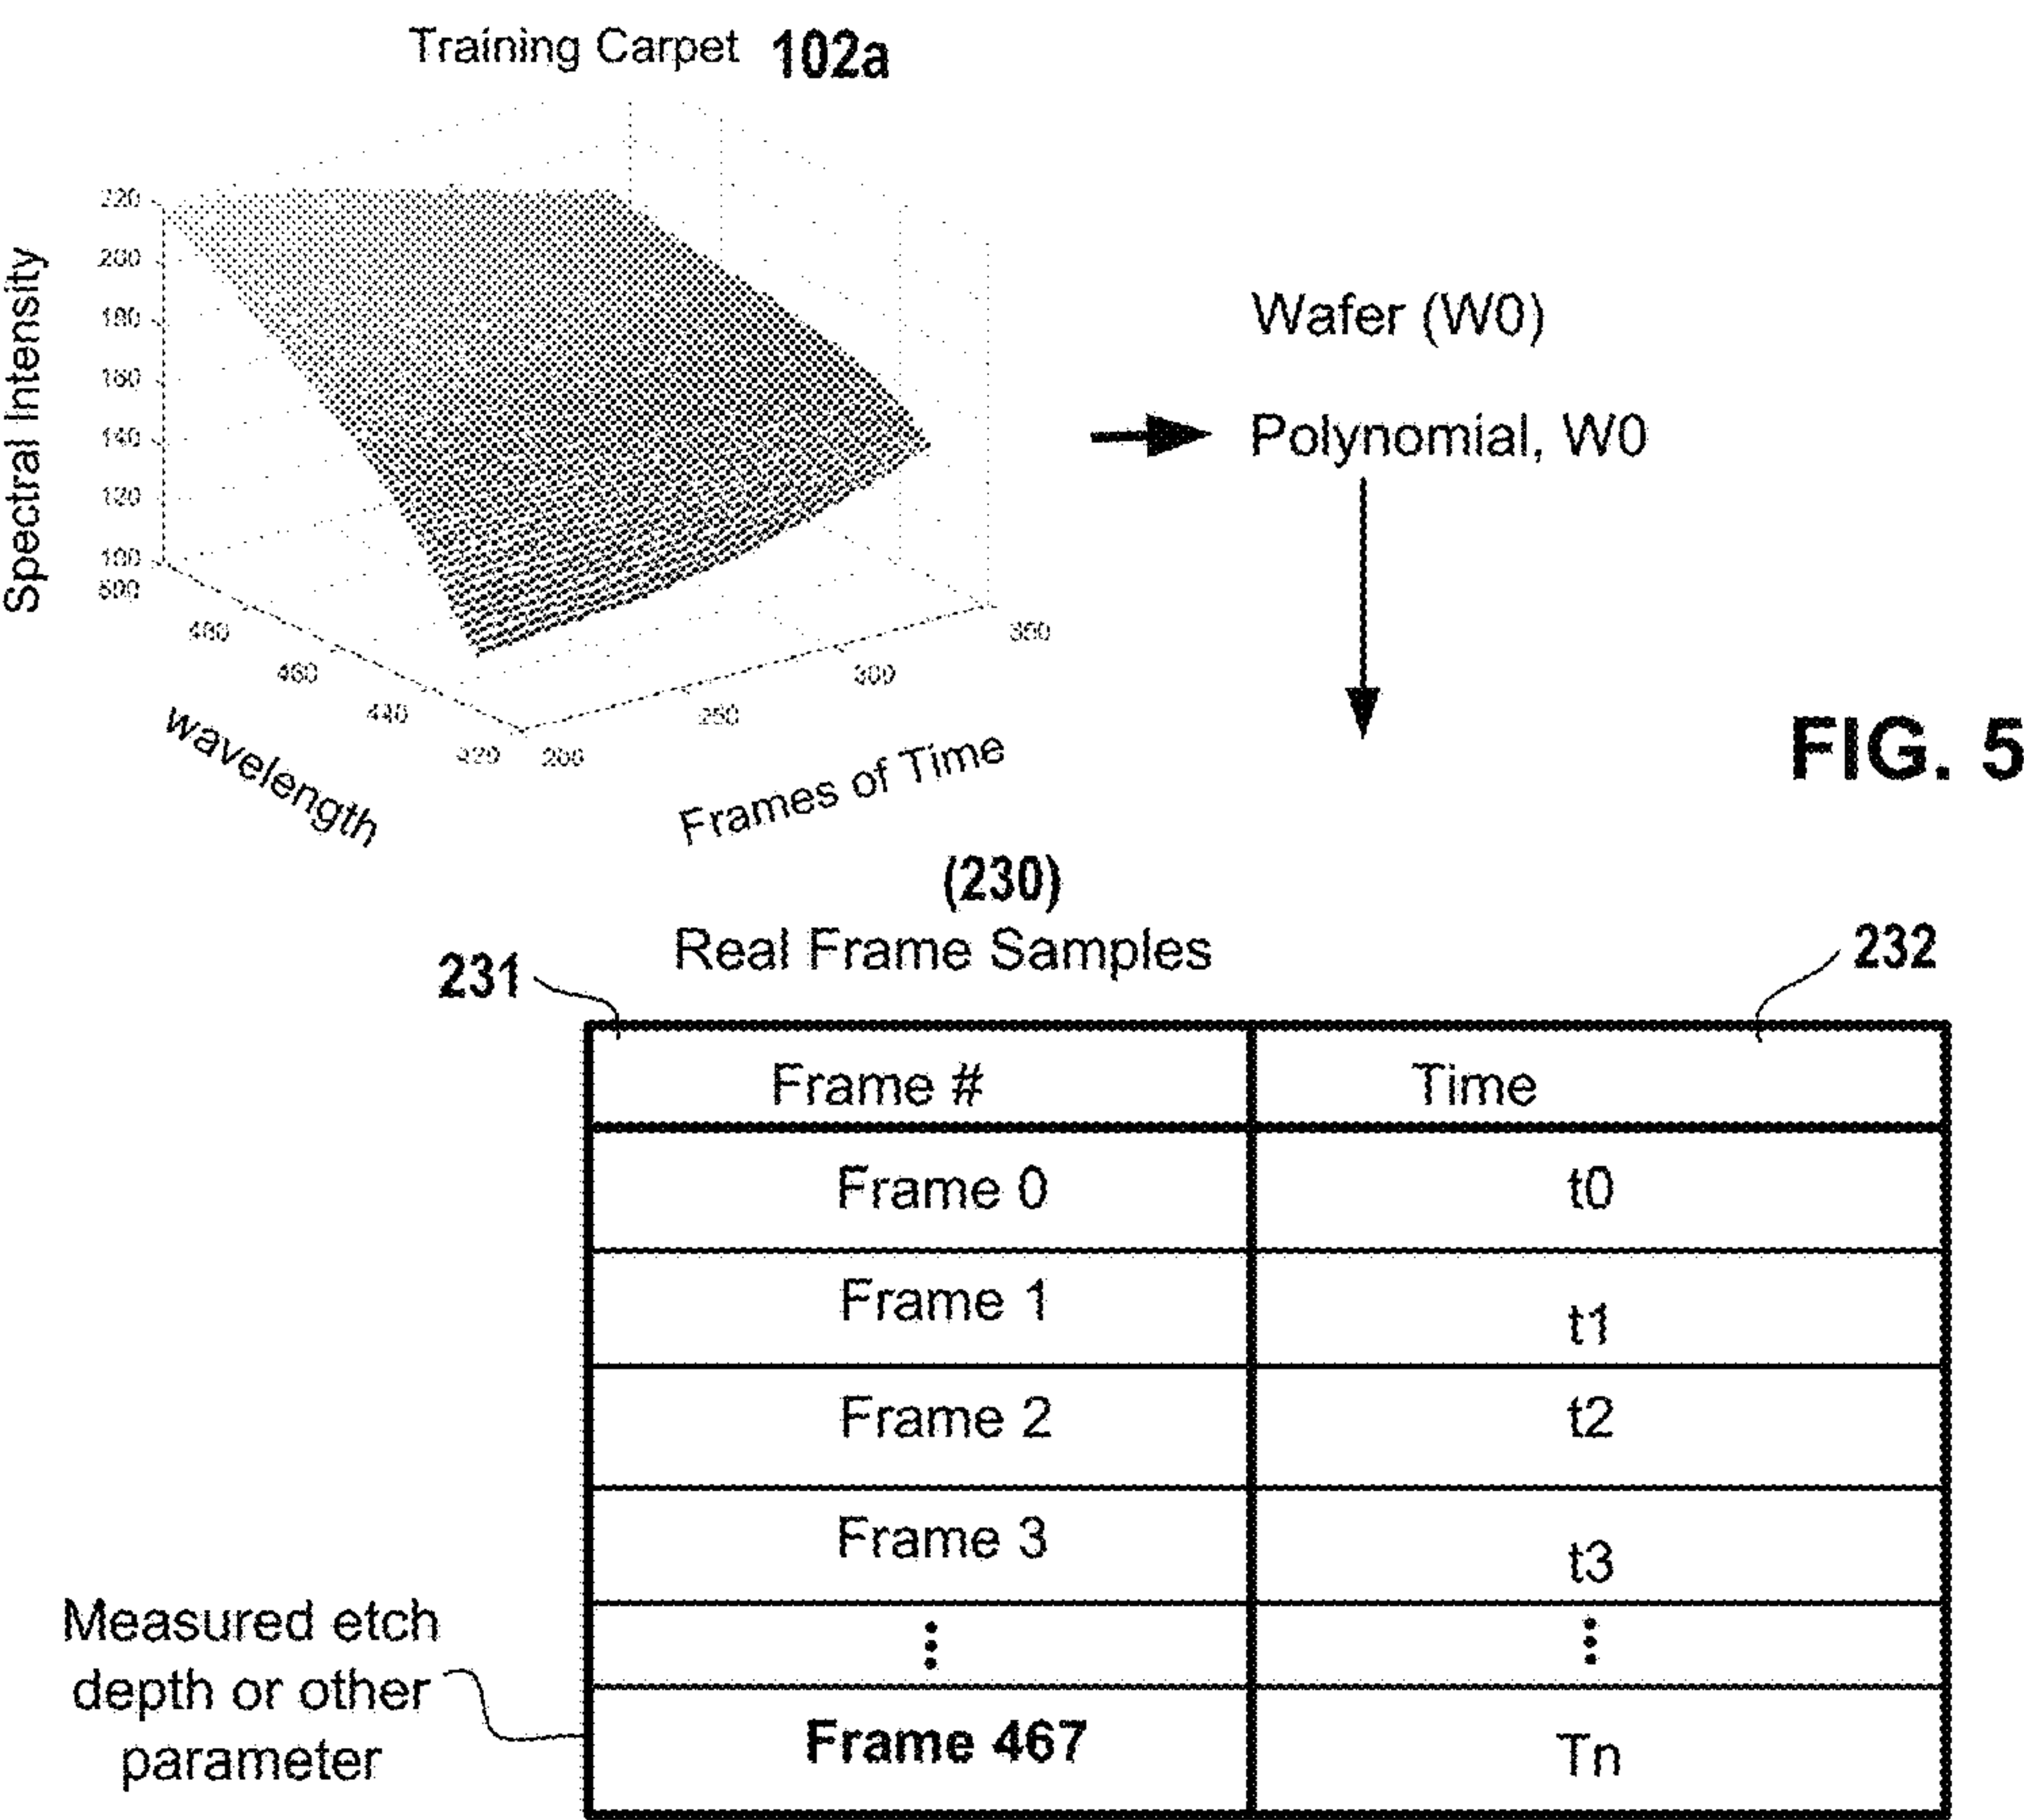 Training Carpet 102a
Spectral Intensity
220
200
180
160
140
120
100
500
480
460
440
420
200
250
300
350
wavelength
Frames of Time
Wafer (W0)
Polynomial, W0
FIG. 5
(230)
Real Frame Samples
231
232
Frame # Time
Frame 0 t0
Frame 1 t1
Frame 2 t2
Frame 3 t3
⋮ ⋮
Frame 467 Tn
Measured etch
depth or other
parameter